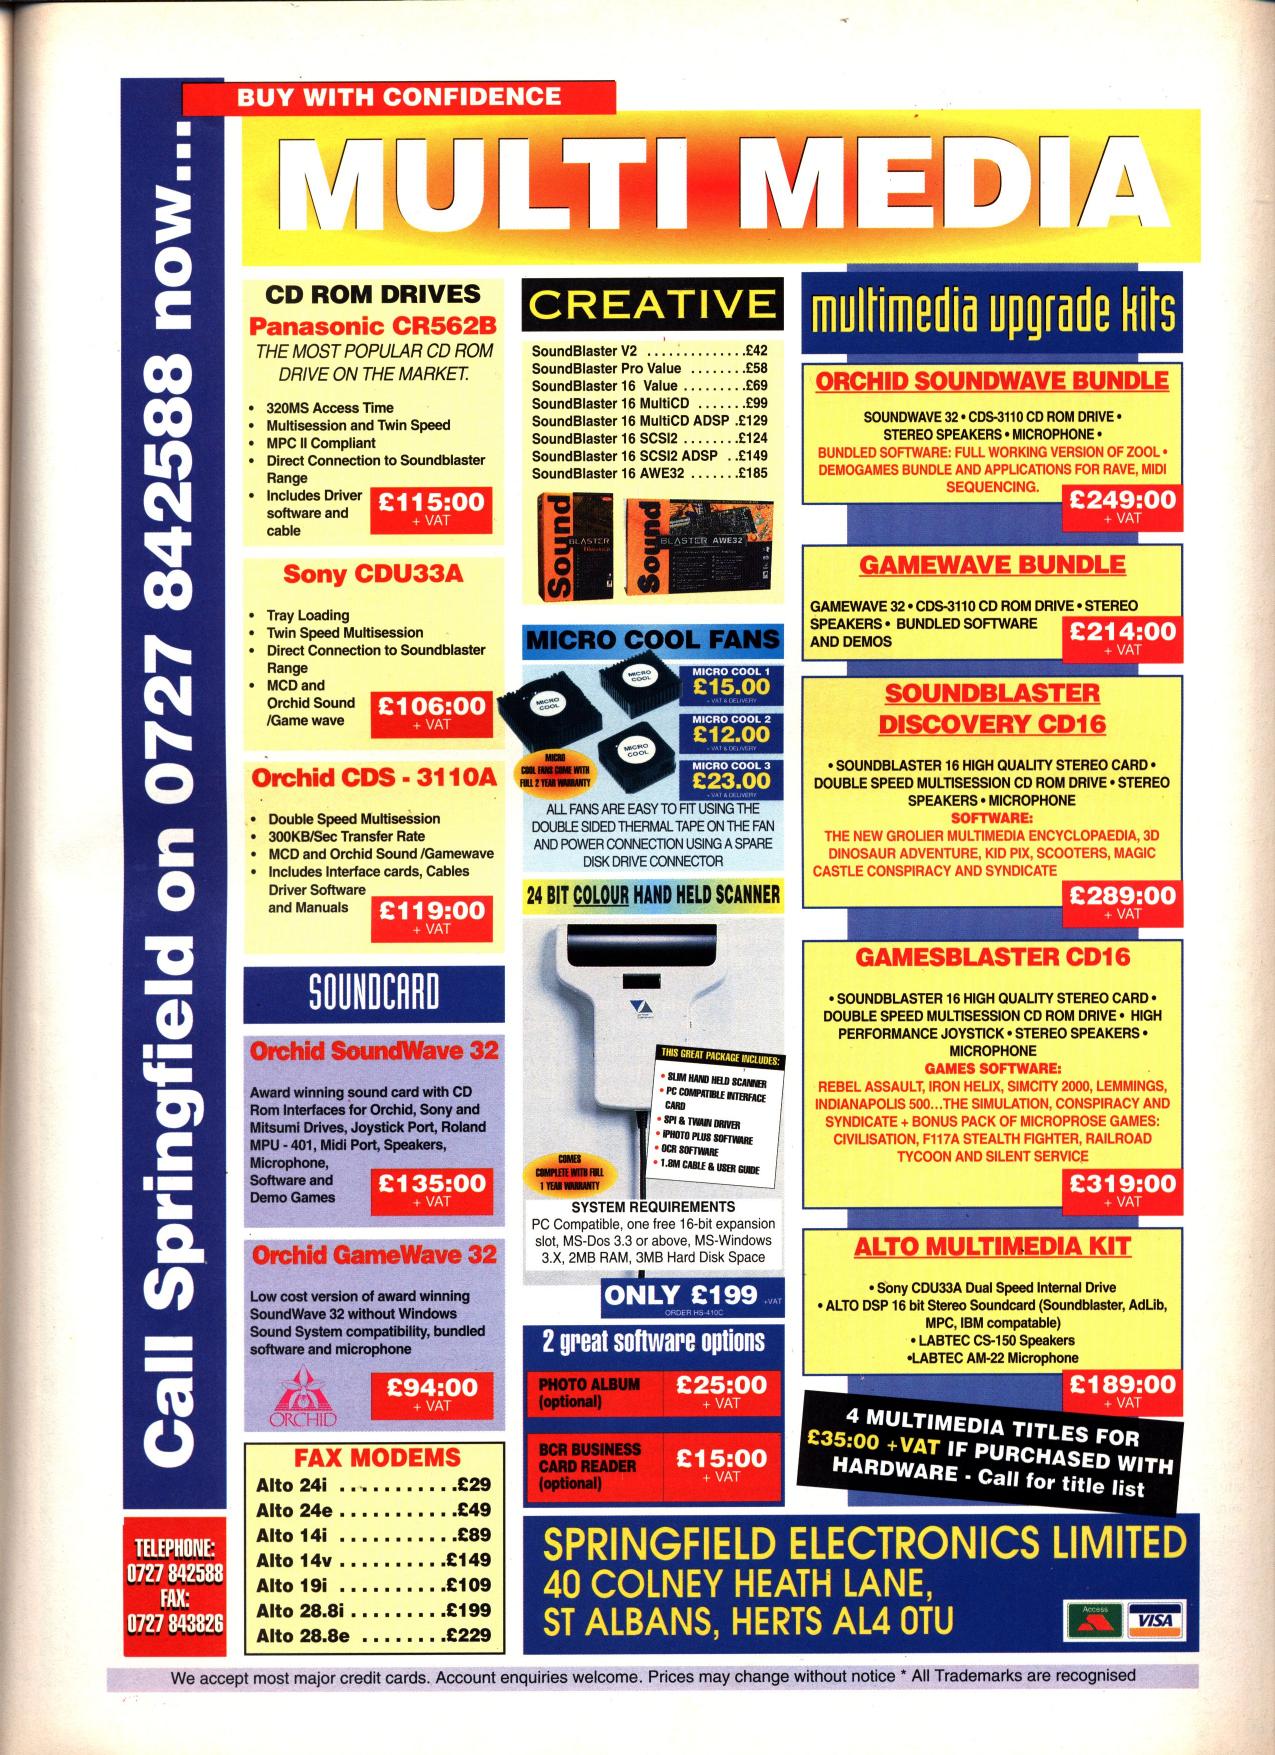 BUY WITH CONFIDENCE
MULTI MEDIA
Call Springfield on 0727 842588 now...
TELEPHONE:
0727 842588
FAX:
0727 843826
CD ROM DRIVES
Panasonic CR562B
THE MOST POPULAR CD ROM
DRIVE ON THE MARKET.
• 320MS Access Time
• Multisession and Twin Speed
• MPC II Compliant
• Direct Connection to Soundblaster
Range
• Includes Driver
software and
cable
£115:00
+ VAT
Sony CDU33A
• Tray Loading
• Twin Speed Multisession
• Direct Connection to Soundblaster
Range
• MCD and
Orchid Sound
/Game wave
£106:00
+ VAT
Orchid CDS - 3110A
• Double Speed Multisession
• 300KB/Sec Transfer Rate
• MCD and Orchid Sound /Gamewave
• Includes Interface cards, Cables
Driver Software
and Manuals
£119:00
+ VAT
SOUNDCARD
Orchid SoundWave 32
Award winning sound card with CD
Rom Interfaces for Orchid, Sony and
Mitsumi Drives, Joystick Port, Roland
MPU - 401, Midi Port, Speakers,
Microphone,
Software and
Demo Games
£135:00
+ VAT
Orchid GameWave 32
Low cost version of award winning
SoundWave 32 without Windows
Sound System compatibility, bundled
software and microphone
ORCHID
£94:00
+ VAT
FAX MODEMS
Alto 24i ...........£29
Alto 24e ...........£49
Alto 14i ...........£89
Alto 14v ..........£149
Alto 19i ..........£109
Alto 28.8i .........£199
Alto 28.8e ........£229
CREATIVE
SoundBlaster V2 ..............£42
SoundBlaster Pro Value ........£58
SoundBlaster 16 Value .........£69
SoundBlaster 16 MultiCD .......£99
SoundBlaster 16 MultiCD ADSP .£129
SoundBlaster 16 SCSI2 ........£124
SoundBlaster 16 SCSI2 ADSP ..£149
SoundBlaster 16 AWE32 .......£185
Sound
BLASTER
Sound
BLASTER AWE32
MICRO COOL FANS
MICRO
COOL
MICRO
COOL
MICRO
COOL
MICRO COOL 1
£15.00
+ VAT & DELIVERY
MICRO COOL 2
£12.00
+ VAT & DELIVERY
MICRO COOL 3
£23.00
+ VAT & DELIVERY
MICRO
COOL FANS COME WITH
FULL 2 YEAR WARRANTY
ALL FANS ARE EASY TO FIT USING THE
DOUBLE SIDED THERMAL TAPE ON THE FAN
AND POWER CONNECTION USING A SPARE
DISK DRIVE CONNECTOR
24 BIT COLOUR HAND HELD SCANNER
THIS GREAT PACKAGE INCLUDES:
• SLIM HAND HELD SCANNER
• PC COMPATIBLE INTERFACE
CARD
• SPI & TWAIN DRIVER
• IPHOTO PLUS SOFTWARE
• OCR SOFTWARE
• 1.8M CABLE & USER GUIDE
COMES
COMPLETE WITH FULL
1 YEAR WARRANTY
SYSTEM REQUIREMENTS
PC Compatible, one free 16-bit expansion
slot, MS-Dos 3.3 or above, MS-Windows
3.X, 2MB RAM, 3MB Hard Disk Space
ONLY £199 +VAT
ORDER HS-410C
2 great software options
PHOTO ALBUM
(optional)
£25:00
+ VAT
BCR BUSINESS
CARD READER
(optional)
£15:00
+ VAT
multimedia upgrade kits
ORCHID SOUNDWAVE BUNDLE
SOUNDWAVE 32 • CDS-3110 CD ROM DRIVE •
STEREO SPEAKERS • MICROPHONE •
BUNDLED SOFTWARE: FULL WORKING VERSION OF ZOOL •
DEMOGAMES BUNDLE AND APPLICATIONS FOR RAVE, MIDI
SEQUENCING.
£249:00
+ VAT
GAMEWAVE BUNDLE
GAMEWAVE 32 • CDS-3110 CD ROM DRIVE • STEREO
SPEAKERS • BUNDLED SOFTWARE
AND DEMOS
£214:00
+ VAT
SOUNDBLASTER
DISCOVERY CD16
• SOUNDBLASTER 16 HIGH QUALITY STEREO CARD •
DOUBLE SPEED MULTISESSION CD ROM DRIVE • STEREO
SPEAKERS • MICROPHONE
SOFTWARE:
THE NEW GROLIER MULTIMEDIA ENCYCLOPAEDIA, 3D
DINOSAUR ADVENTURE, KID PIX, SCOOTERS, MAGIC
CASTLE CONSPIRACY AND SYNDICATE
£289:00
+ VAT
GAMESBLASTER CD16
• SOUNDBLASTER 16 HIGH QUALITY STEREO CARD •
DOUBLE SPEED MULTISESSION CD ROM DRIVE • HIGH
PERFORMANCE JOYSTICK • STEREO SPEAKERS •
MICROPHONE
GAMES SOFTWARE:
REBEL ASSAULT, IRON HELIX, SIMCITY 2000, LEMMINGS,
INDIANAPOLIS 500...THE SIMULATION, CONSPIRACY AND
SYNDICATE + BONUS PACK OF MICROPROSE GAMES:
CIVILISATION, F117A STEALTH FIGHTER, RAILROAD
TYCOON AND SILENT SERVICE
£319:00
+ VAT
ALTO MULTIMEDIA KIT
• Sony CDU33A Dual Speed Internal Drive
• ALTO DSP 16 bit Stereo Soundcard (Soundblaster, AdLib,
MPC, IBM compatable)
• LABTEC CS-150 Speakers
•LABTEC AM-22 Microphone
£189:00
+ VAT
4 MULTIMEDIA TITLES FOR
£35:00 +VAT IF PURCHASED WITH
HARDWARE - Call for title list
SPRINGFIELD ELECTRONICS LIMITED
40 COLNEY HEATH LANE,
ST ALBANS, HERTS AL4 0TU
Access
VISA
We accept most major credit cards. Account enquiries welcome. Prices may change without notice * All Trademarks are recognised